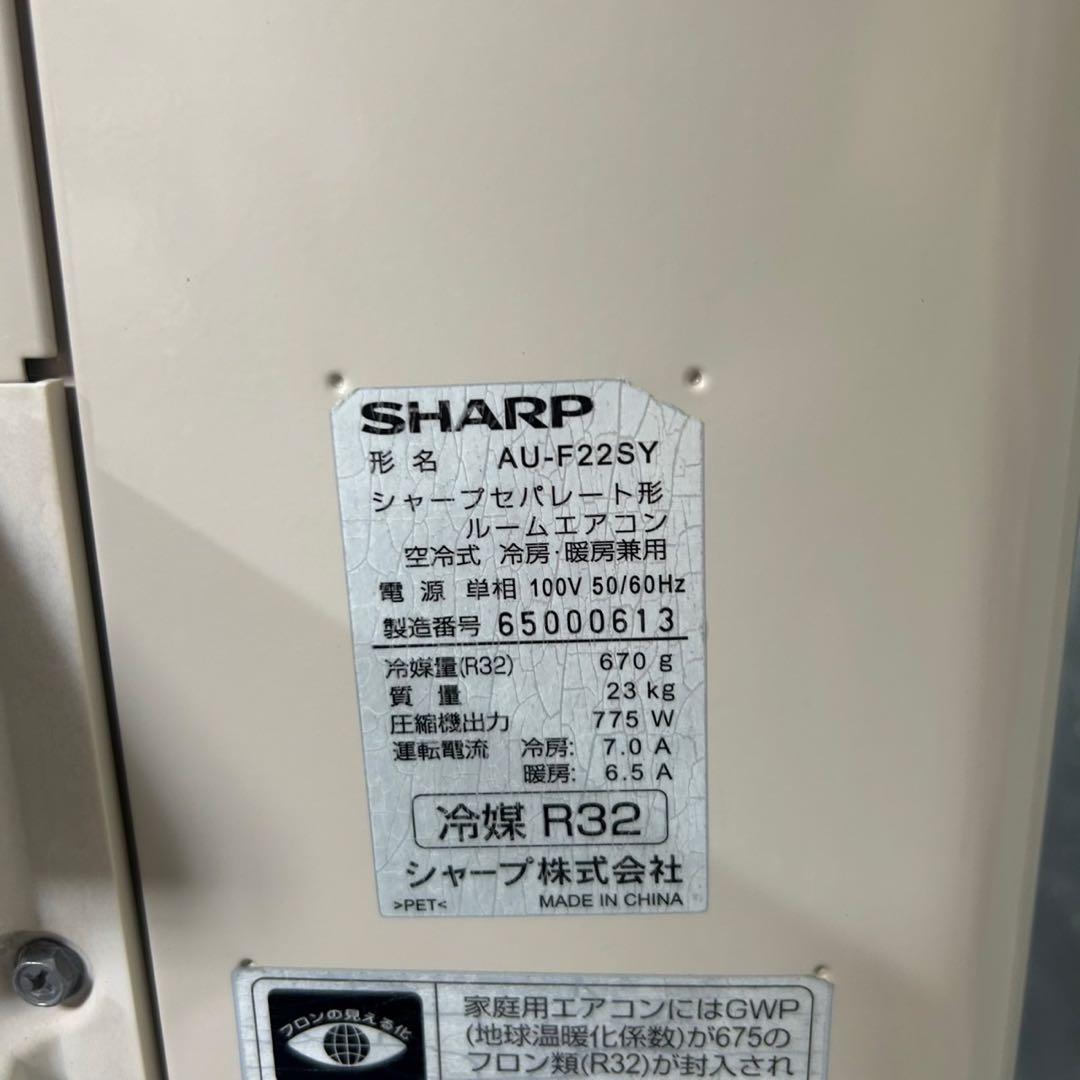 SHARP
形名 AU-F22SY
シャープセパレート形
ルームエアコン
空冷式 冷房・暖房兼用
電源 単相 100V 50/60Hz
製造番号 65000613
冷媒量(R32) 670 g
質量 23 kg
圧縮機出力 775 W
運転電流 冷房: 7.0 A
暖房: 6.5 A
冷媒 R32
シャープ株式会社
>PET< MADE IN CHINA
フロンの見える化
家庭用エアコンにはGWP
(地球温暖化係数)が675の
フロン類(R32)が封入され